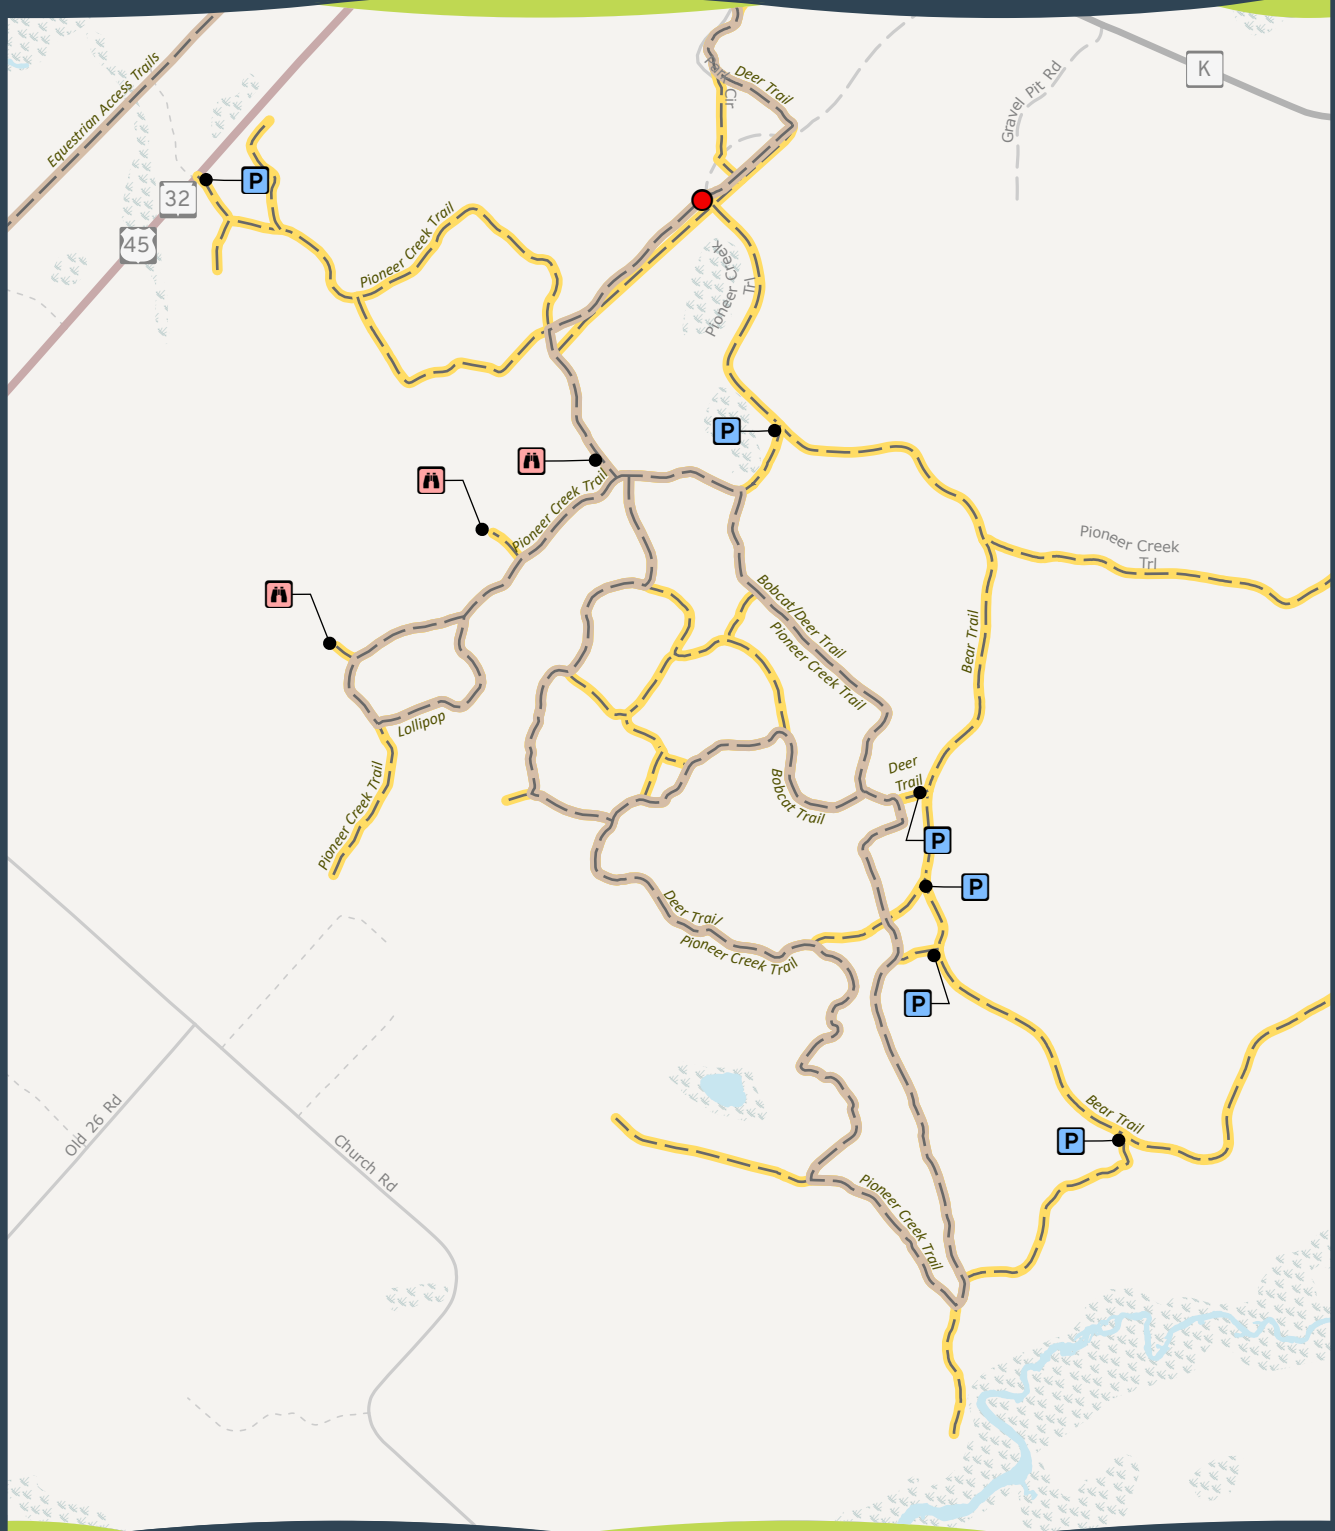 Equestrian Access Trails
Park Cir
Deer Trail
Gravel Pit Rd
K
P
32
45
Pioneer Creek Trail
Pioneer Creek
Trl
P
Pioneer Creek Trail
Pioneer Creek
Trl
Bobcat/Deer Trail
Pioneer Creek Trail
Bear Trail
Lollipop
Pioneer Creek Trail
Deer
Trail
Bobcat Trail
P
P
Deer Trail
Pioneer Creek Trail
P
Old 26 Rd
Church Rd
Bear Trail
P
Pioneer Creek Trail